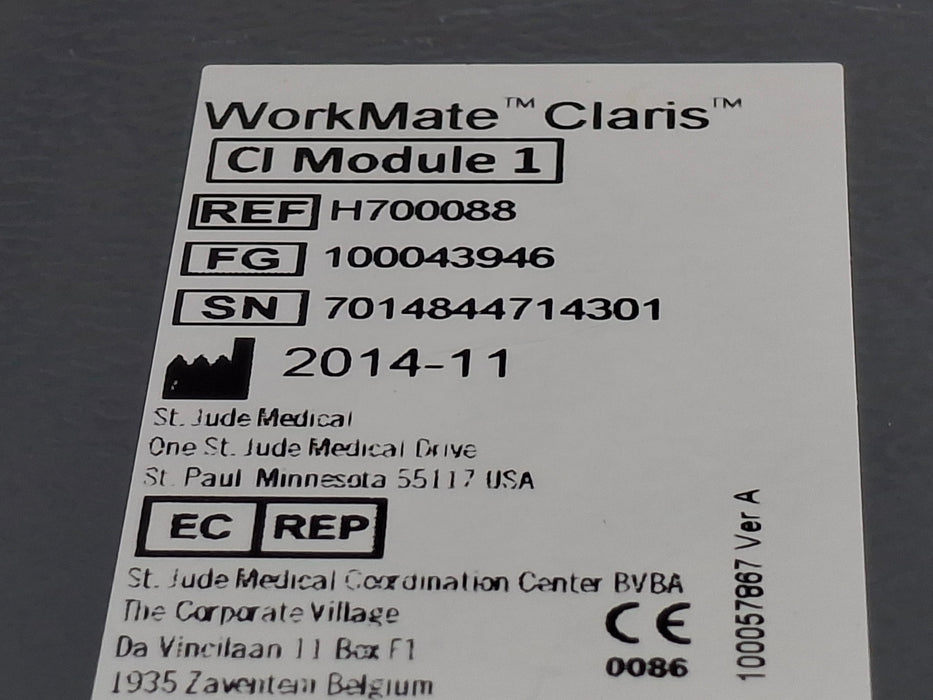 WorkMate™ Claris™
CI Module 1
REF H700088
FG 100043946
SN 7014844714301
2014-11
St. Jude Medical
One St. Jude Medical Drive
St. Paul Minnesota 55117 USA
EC REP
St. Jude Medical Coordination Center BVBA
The Corporate Village
Da Vincilaan 11 Box F1
1935 Zaventem Belgium
CE
0086
100057867 Ver A